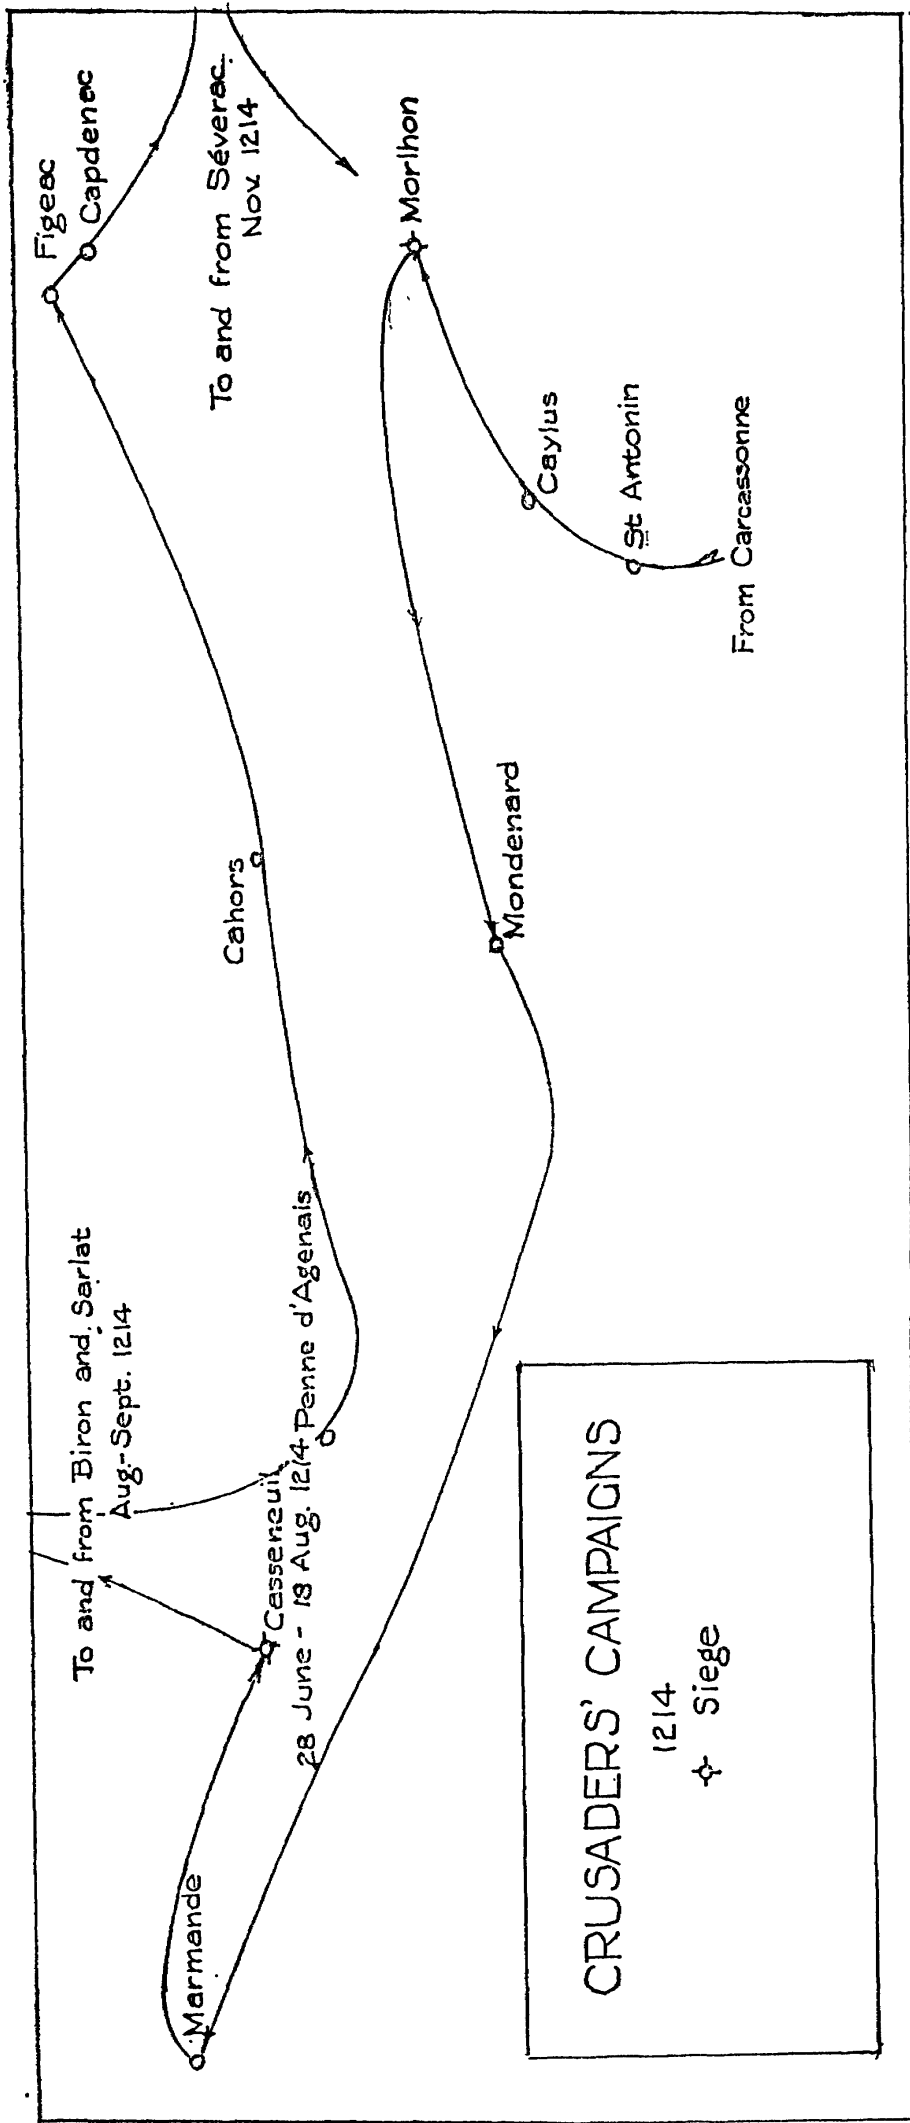 To and from Biron and Sarlat
Aug-Sept. 1214
Figeac
Capdenac
To and from Séverac
Nov. 1214
Cahors
Marmande
Casseneuil
28 June - 18 Aug. 1214
Penne d'Agenais
Morlhon
Mondenard
Caylus
St Antonin
From Carcassonne
CRUSADERS' CAMPAIGNS
1214
Siege